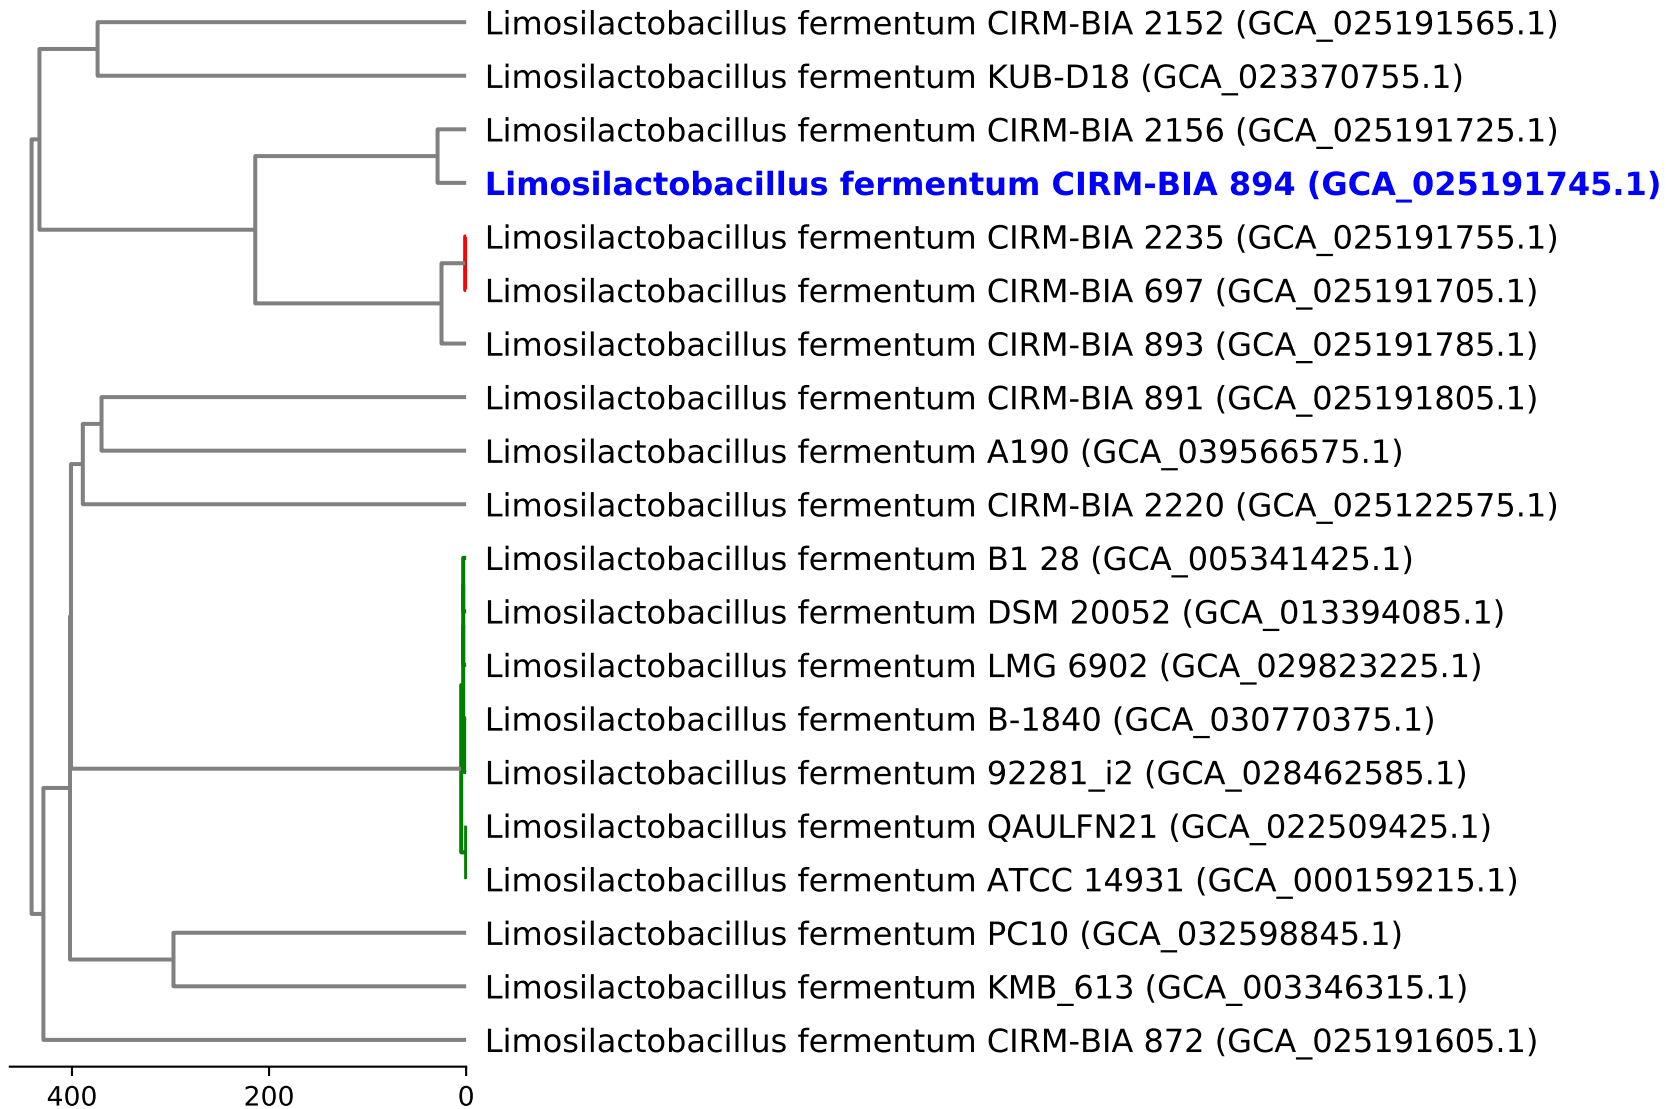 Limosilactobacillus fermentum CIRM-BIA 2152 (GCA_025191565.1)
Limosilactobacillus fermentum KUB-D18 (GCA_023370755.1)
Limosilactobacillus fermentum CIRM-BIA 2156 (GCA_025191725.1)
Limosilactobacillus fermentum CIRM-BIA 894 (GCA_025191745.1)
Limosilactobacillus fermentum CIRM-BIA 2235 (GCA_025191755.1)
Limosilactobacillus fermentum CIRM-BIA 697 (GCA_025191705.1)
Limosilactobacillus fermentum CIRM-BIA 893 (GCA_025191785.1)
Limosilactobacillus fermentum CIRM-BIA 891 (GCA_025191805.1)
Limosilactobacillus fermentum A190 (GCA_039566575.1)
Limosilactobacillus fermentum CIRM-BIA 2220 (GCA_025122575.1)
Limosilactobacillus fermentum B1 28 (GCA_005341425.1)
Limosilactobacillus fermentum DSM 20052 (GCA_013394085.1)
Limosilactobacillus fermentum LMG 6902 (GCA_029823225.1)
Limosilactobacillus fermentum B-1840 (GCA_030770375.1)
Limosilactobacillus fermentum 92281_i2 (GCA_028462585.1)
Limosilactobacillus fermentum QAULFN21 (GCA_022509425.1)
Limosilactobacillus fermentum ATCC 14931 (GCA_000159215.1)
Limosilactobacillus fermentum PC10 (GCA_032598845.1)
Limosilactobacillus fermentum KMB_613 (GCA_003346315.1)
Limosilactobacillus fermentum CIRM-BIA 872 (GCA_025191605.1)
400 200 0